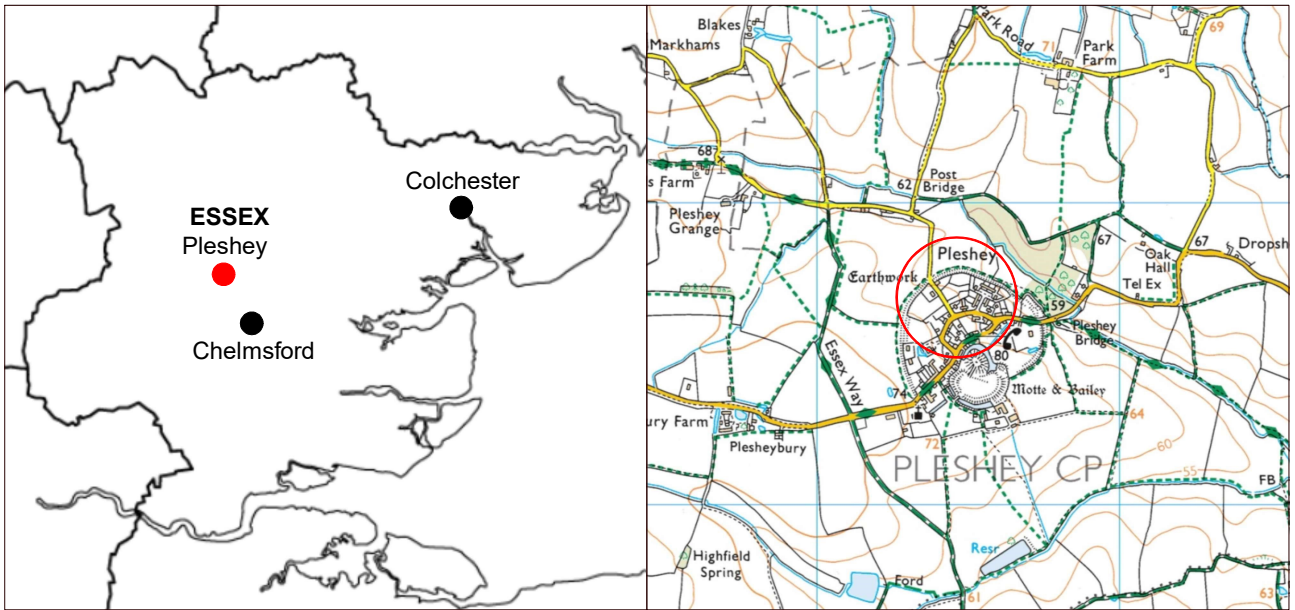 Colchester
ESSEX
Pleshey
Chelmsford
Blakes
Markhams
Park Road
71
Park
Farm
69
68
s Farm
Pleshey
Grange
62
Post
Bridge
Pleshey
Earthwork
67
Oak
Hall
67
Dropsh
Tel Ex
59
Pleshey
Bridge
80
Essex Way
Motte & Bailey
74
ury Farm
Plesheybury
72
64
60
PLESHEY CP
55
FB
Highfield
Spring
Resr
Ford
61
63